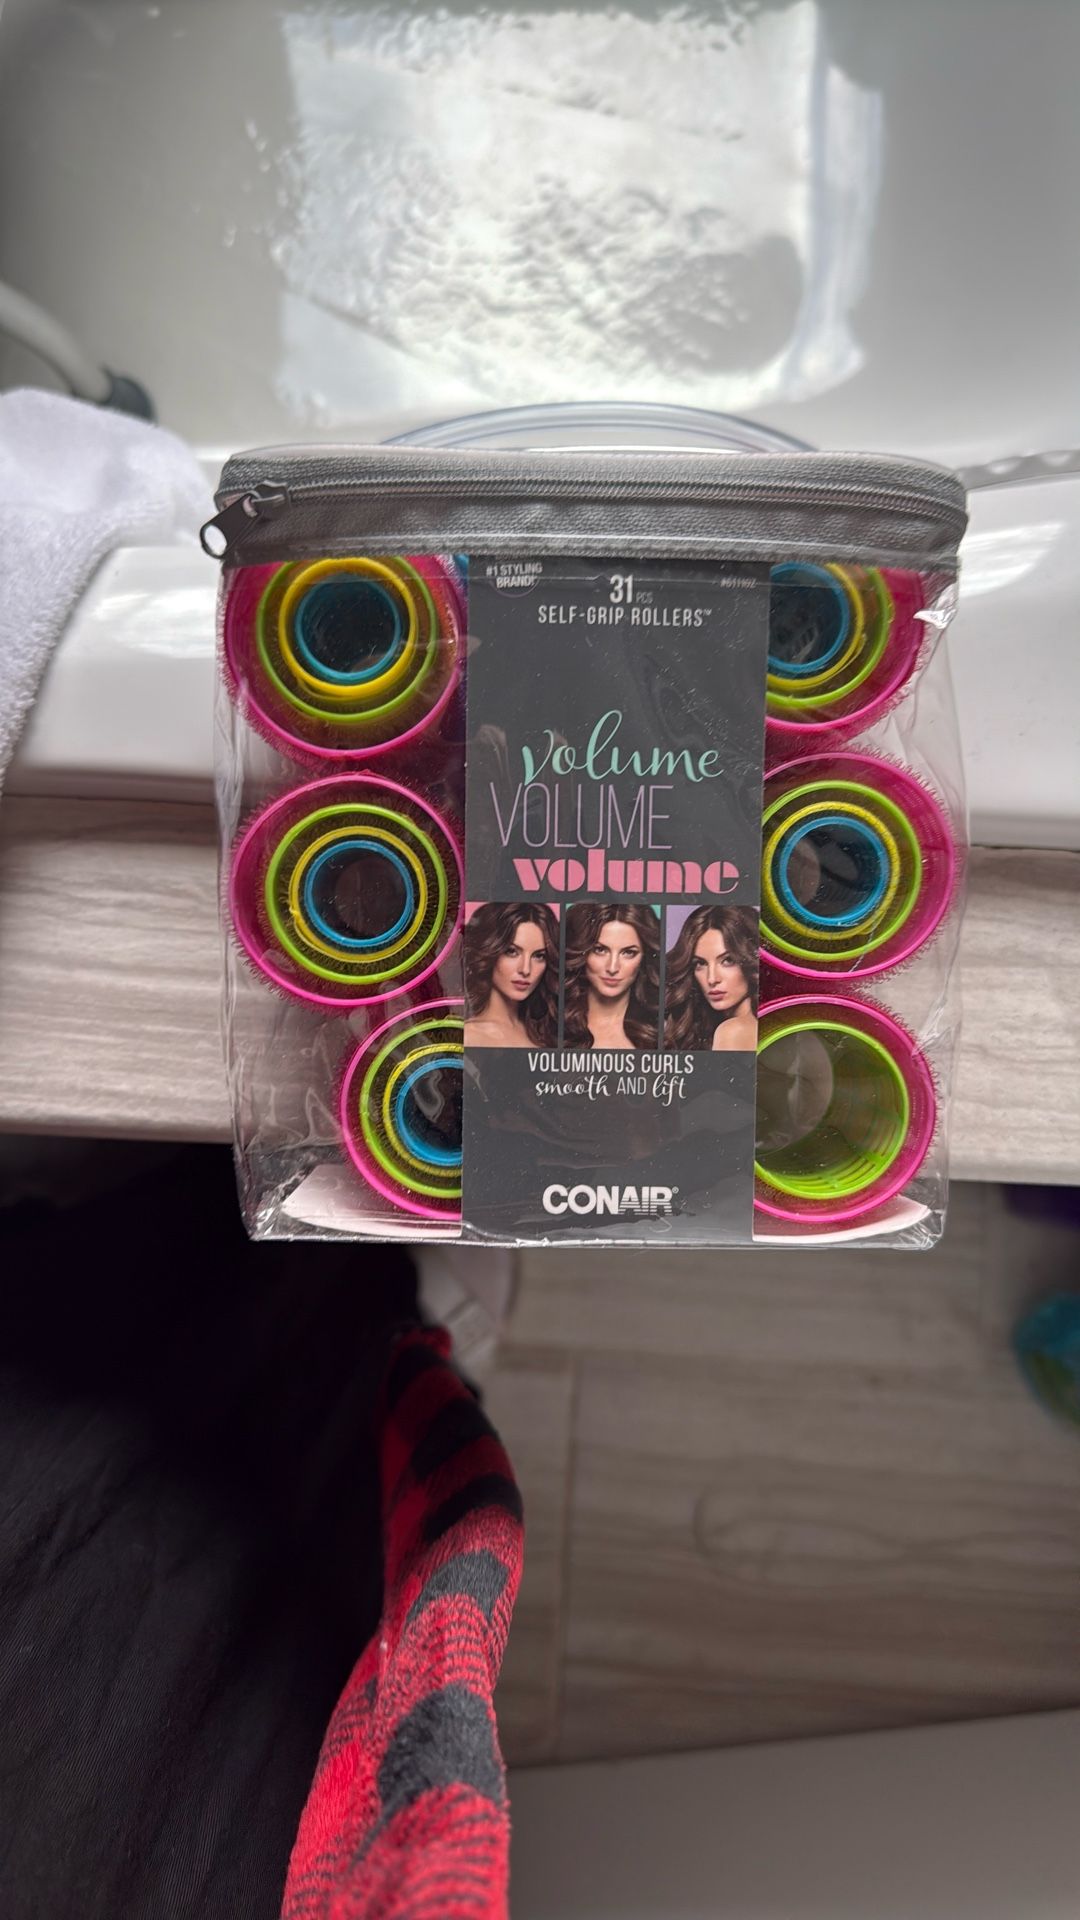 #1 STYLING
BRAND!
31 PCS
SELF-GRIP ROLLERS™
volume
VOLUME
volume
VOLUMINOUS CURLS
smooth AND lift
CONAIR®